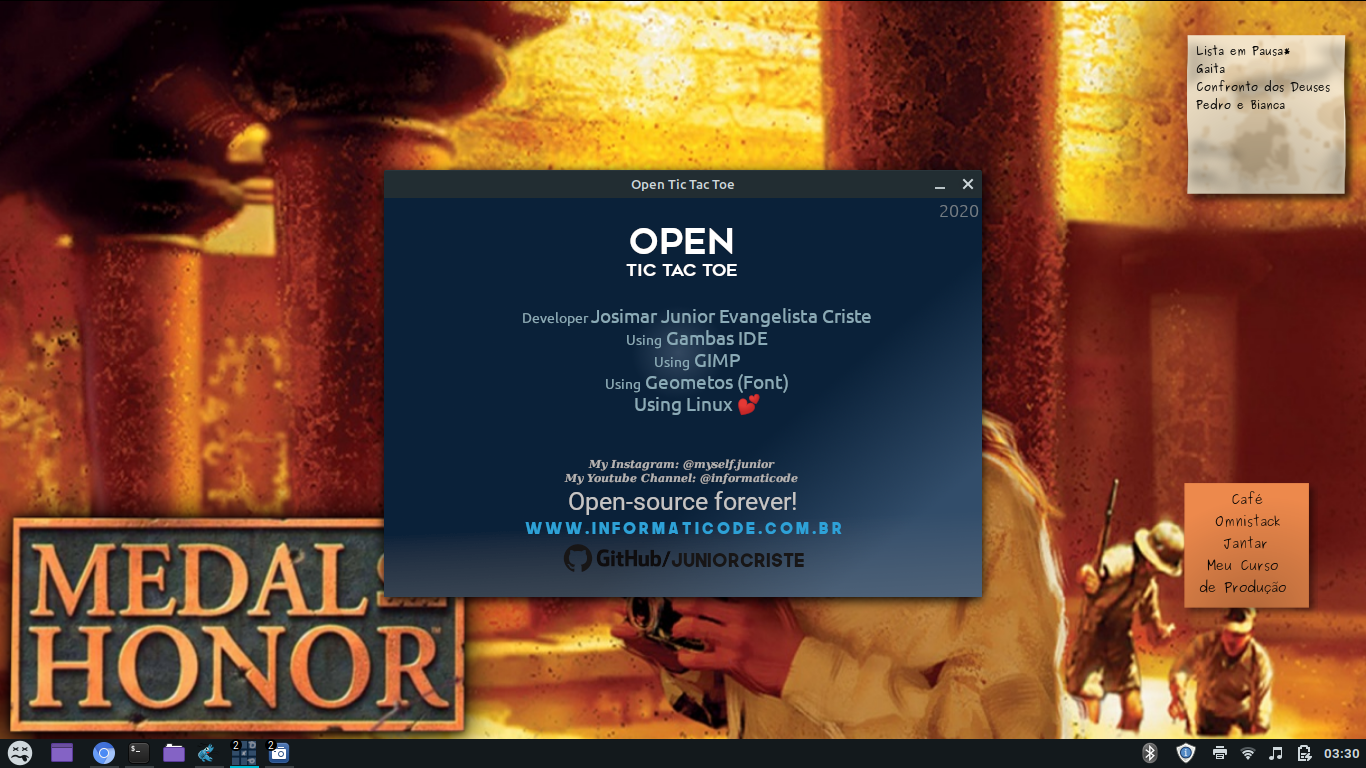 Lista em Pausa*
Gaita
Confronto dos Deuses
Pedro e Bianca
Open Tic Tac Toe
2020
OPEN
TIC TAC TOE
Developer Josimar Junior Evangelista Criste
Using Gambas IDE
Using GIMP
Using Geometos (Font)
Using Linux 💕
My Instagram: @myself.junior
My Youtube Channel: @informaticode
Open-source forever!
WWW.INFORMATICODE.COM.BR
GitHub/JUNIORCRISTE
Café
Omnistack
Jantar
Meu Curso
de Produção
MEDAL
HONOR
2
2
03:30